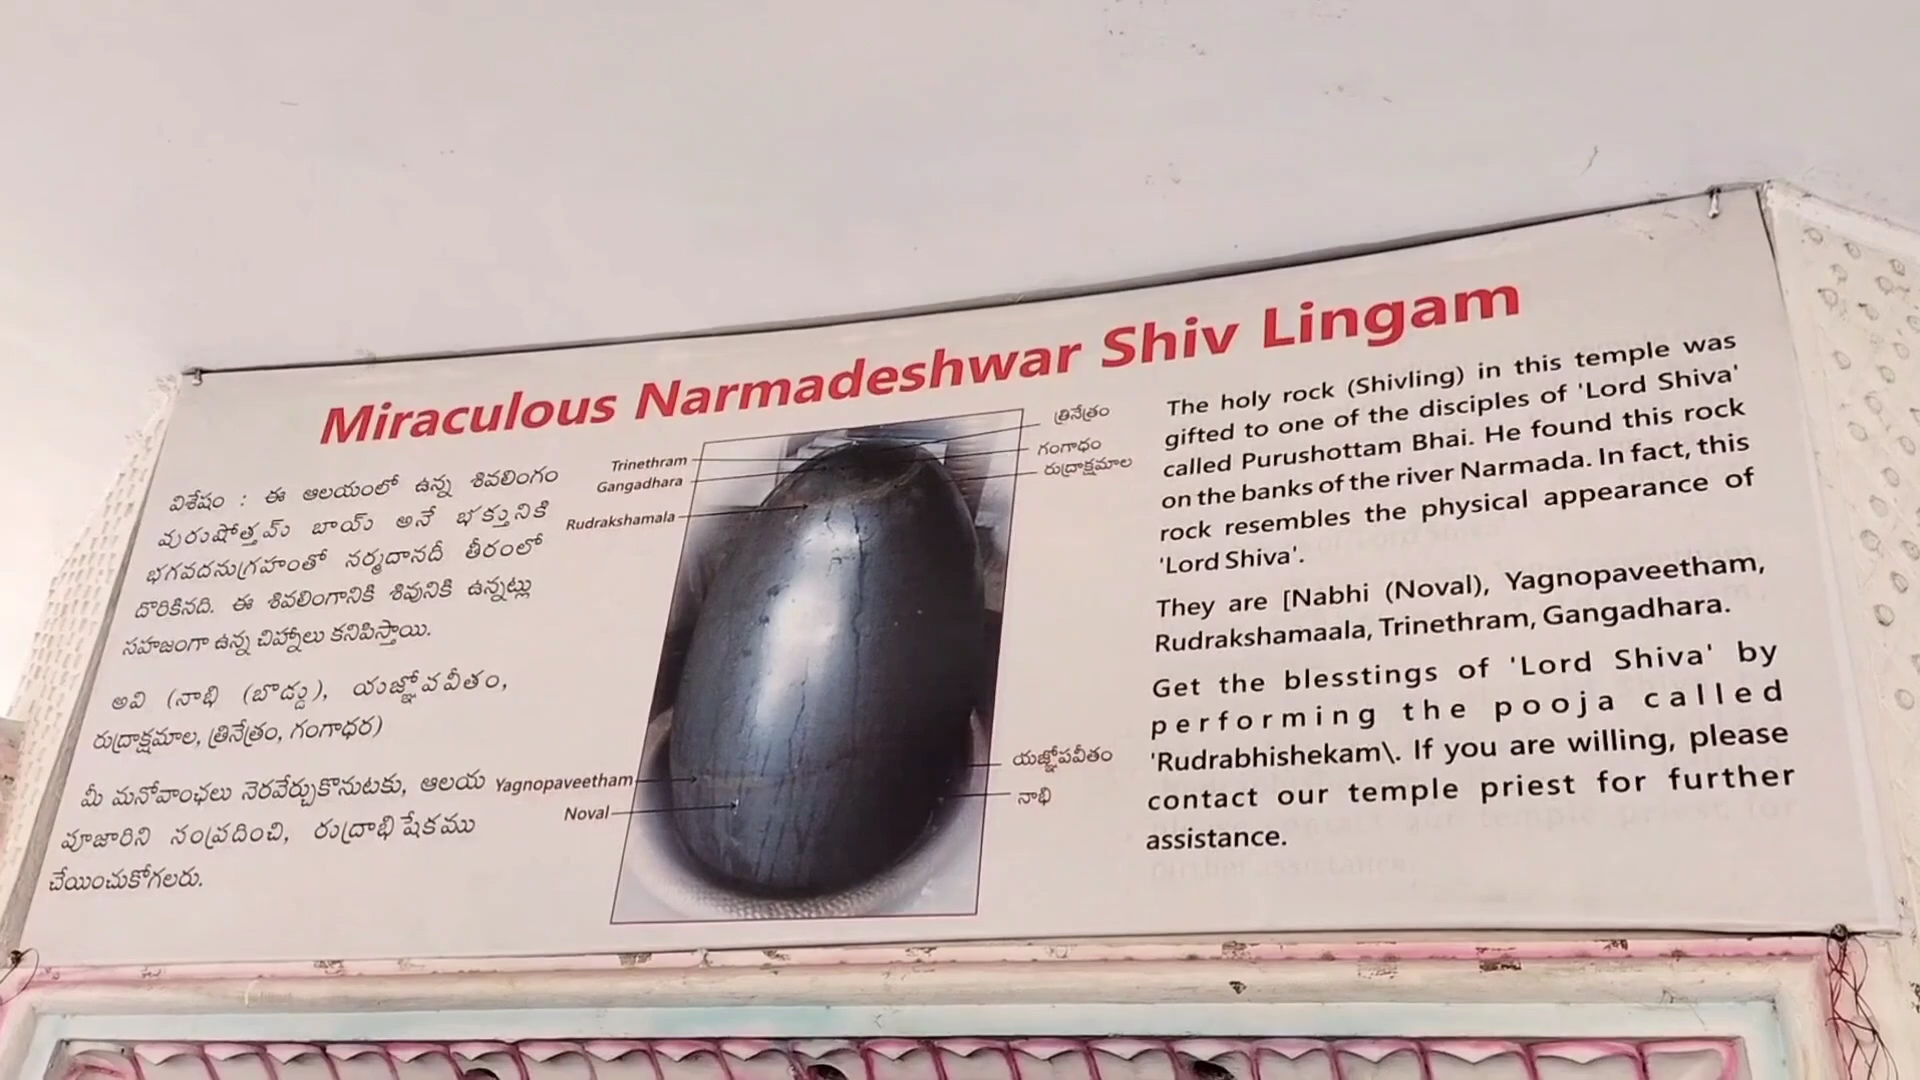 Miraculous Narmadeshwar Shiv Lingam
విశేషం : ఈ ఆలయంలో ఉన్న శివలింగం
పురుషోత్తమ్ బాయ్ అనే భక్తునికి
భగవదనుగ్రహంతో నర్మదానదీ తీరంలో
దొరికినది. ఈ శివలింగానికి శివునికి ఉన్నట్లు
సహజంగా ఉన్న చిహ్నాలు కనిపిస్తాయి.
అవి (నాభి (బొడ్డు), యజ్ఞోపవీతం,
రుద్రాక్షమాల, త్రినేత్రం, గంగాధర)
మీ మనోవాంఛలు నెరవేర్చుకొనుటకు, ఆలయ
పూజారిని సంప్రదించి, రుద్రాభిషేకము
చేయించుకోగలరు.
Trinethram
Gangadhara
Rudrakshamala
Yagnopaveetham
Noval
త్రినేత్రం
గంగాధం
రుద్రాక్షమాల
యజ్ఞోపవీతం
నాభి
The holy rock (Shivling) in this temple was
gifted to one of the disciples of 'Lord Shiva'
called Purushottam Bhai. He found this rock
on the banks of the river Narmada. In fact, this
rock resembles the physical appearance of
'Lord Shiva'.
They are [Nabhi (Noval), Yagnopaveetham,
Rudrakshamaala, Trinethram, Gangadhara.
Get the blesstings of 'Lord Shiva' by
performing the pooja called
'Rudrabhishekam\. If you are willing, please
contact our temple priest for further
assistance.